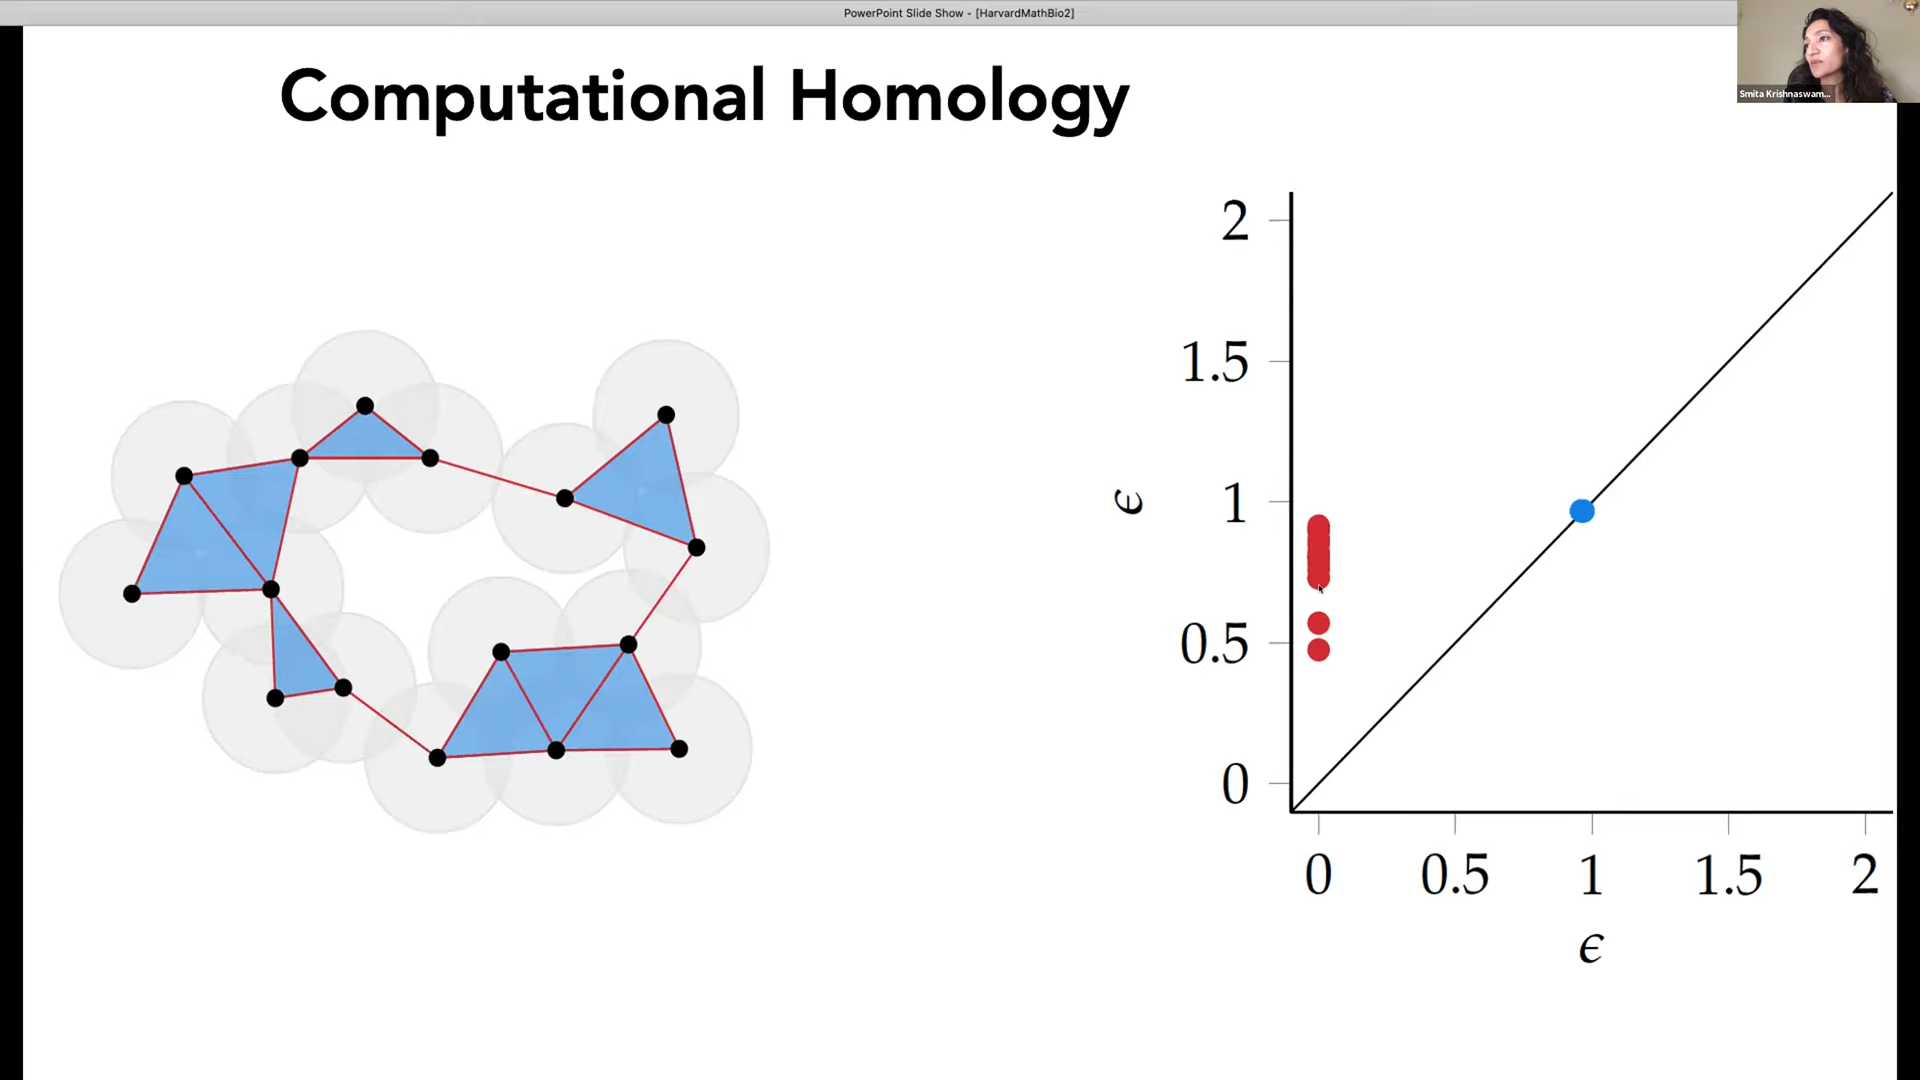 PowerPoint Slide Show - [HarvardMathBio2]
Smita Krishnaswam...
Computational Homology
2
1.5
1
0.5
0
ϵ
0 0.5 1 1.5 2
ϵ